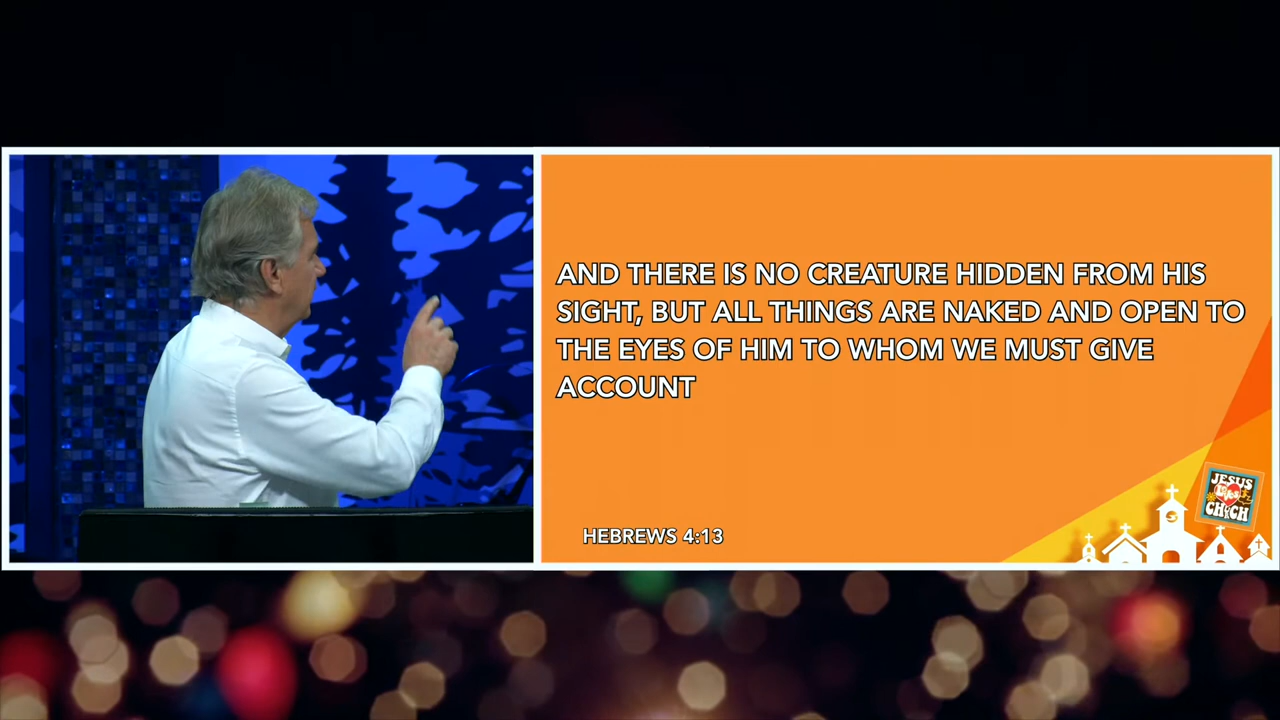 AND THERE IS NO CREATURE HIDDEN FROM HIS
SIGHT, BUT ALL THINGS ARE NAKED AND OPEN TO
THE EYES OF HIM TO WHOM WE MUST GIVE
ACCOUNT
HEBREWS 4:13
JESUS